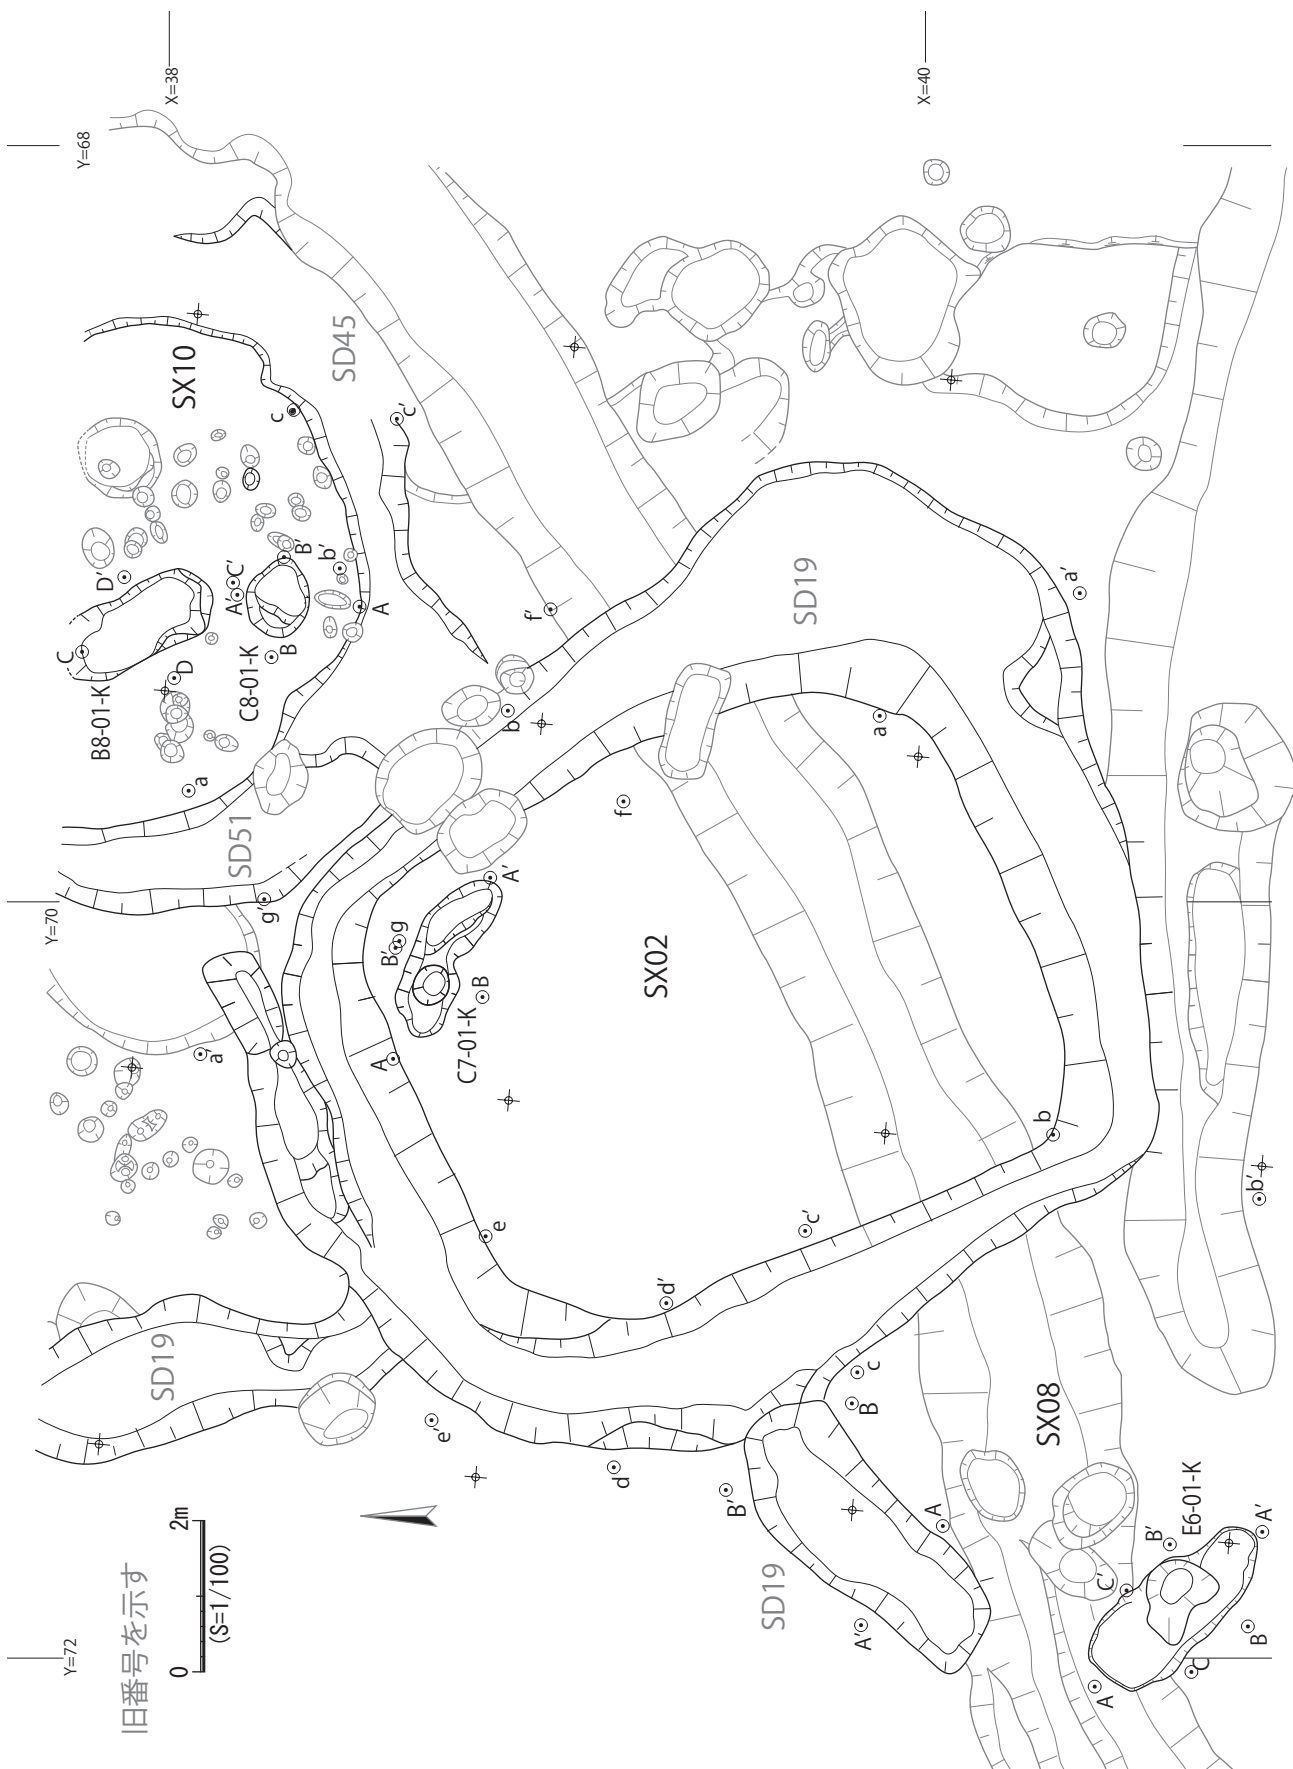 X=38
X=40
Y=68
SX10
SD45
c
c'
D'
C'
A'
B'
b'
C
D
B
A
B8-01-K
C8-01-K
f'
SD19
a'
b
a
a
f
SD51
g'
Y=70
A'
B'
g
B
A
C7-01-K
SX02
a'
b
b'
e
c'
d'
SD19
e'
c
B
d
B'
SX08
A
SD19
A'
E6-01-K
A'
B'
C'
B
C
A
Y=72
旧番号を示す
0 2m
(S=1/100)